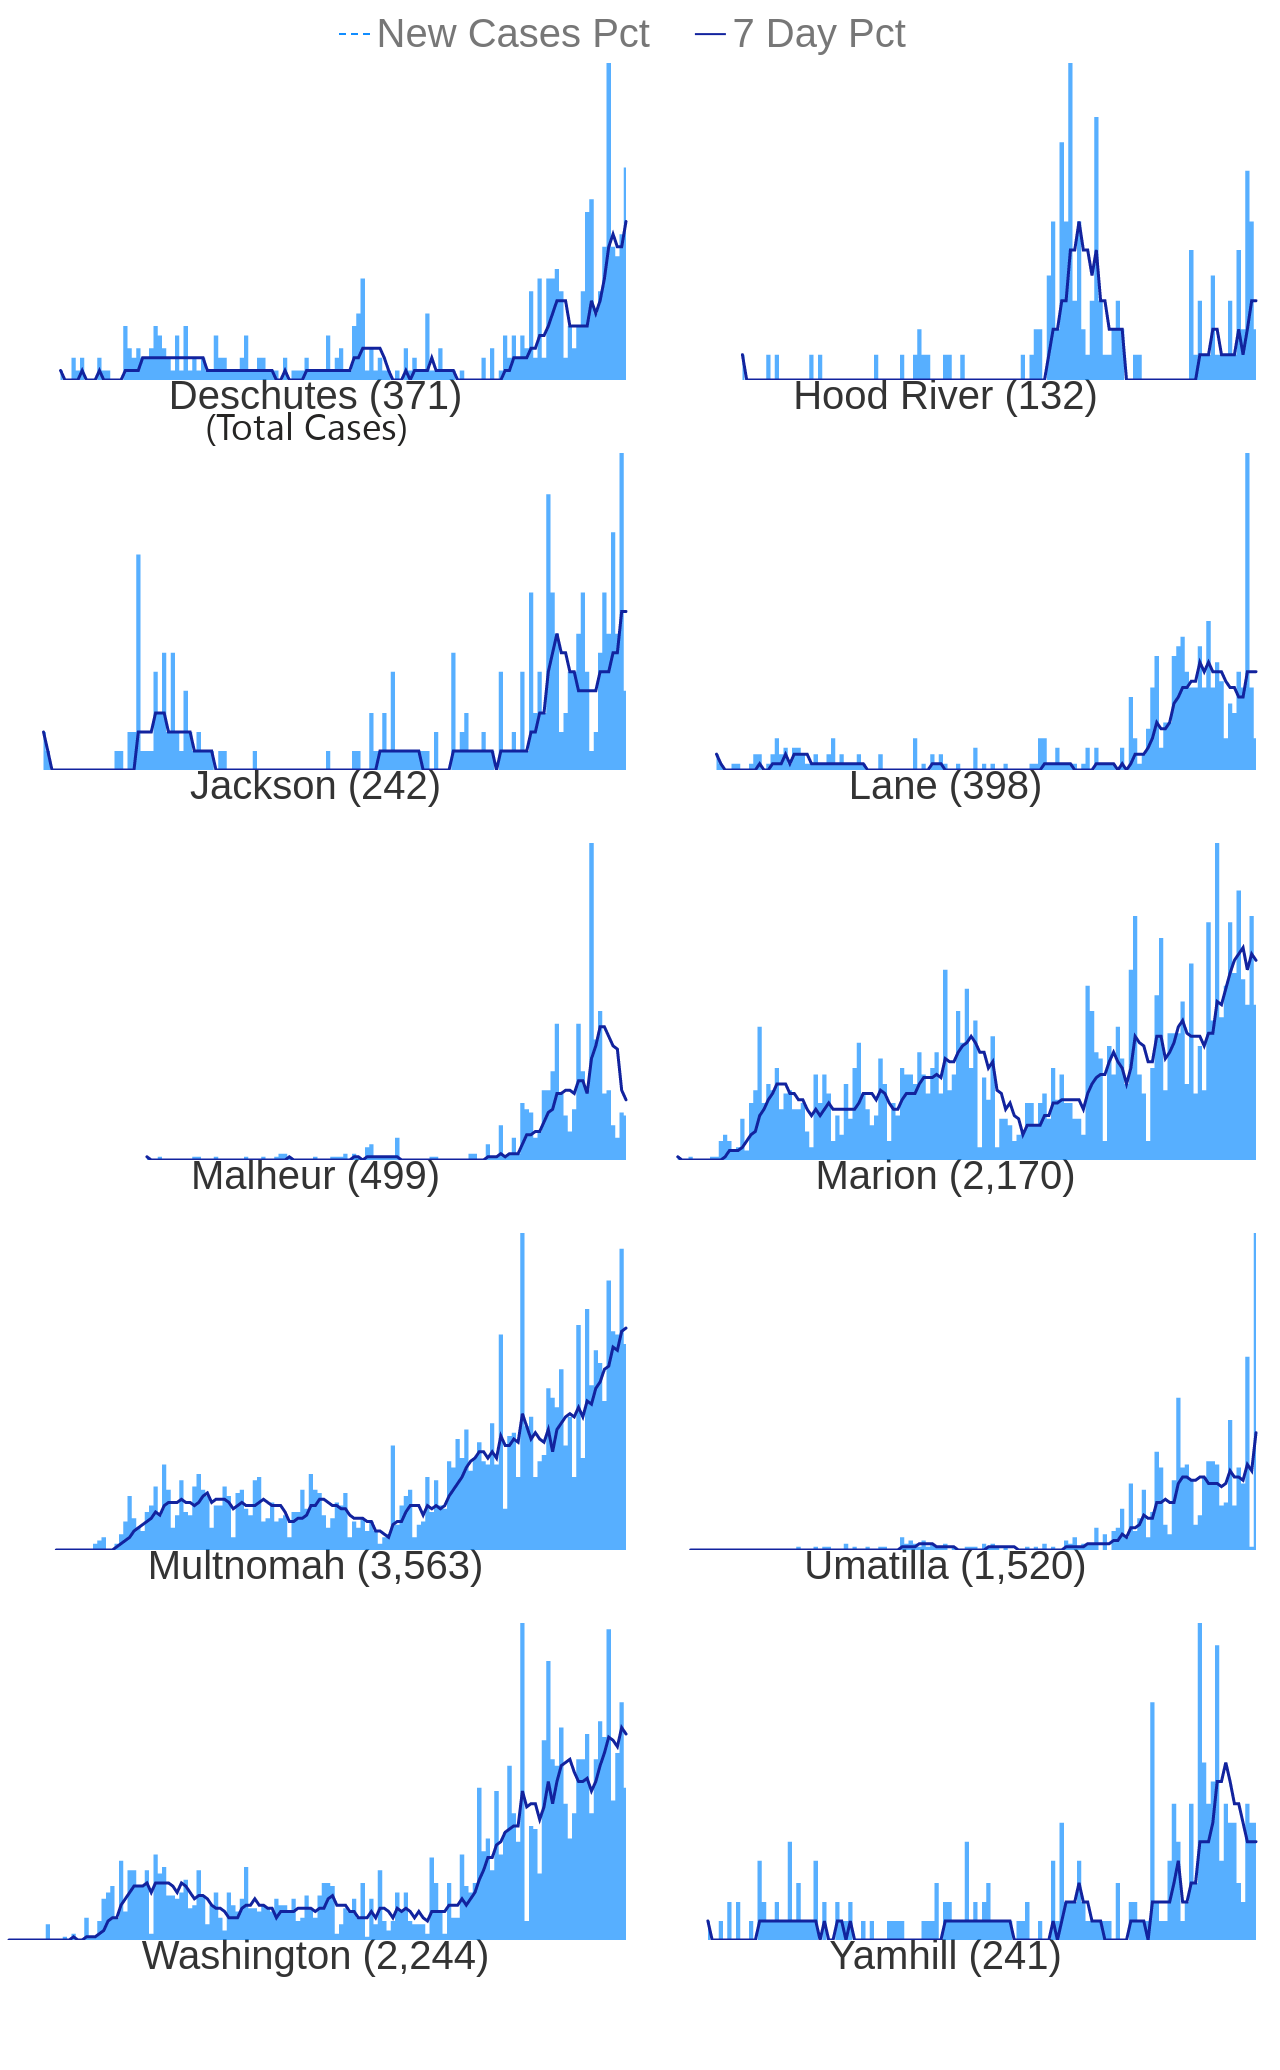 New Cases Pct 7 Day Pct
Deschutes (371) Hood River (132)
(Total Cases)
Jackson (242) Lane (398)
Malheur (499) Marion (2,170)
Multnomah (3,563) Umatilla (1,520)
Washington (2,244) Yamhill (241)